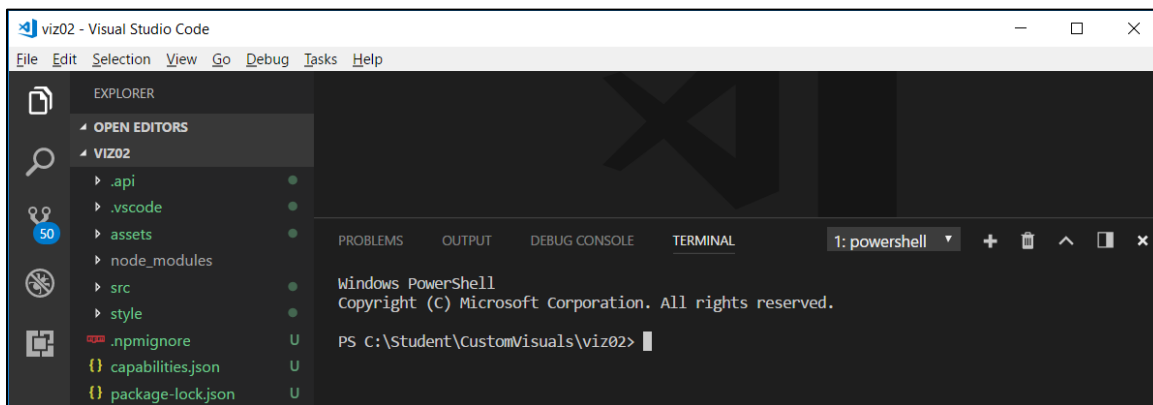 viz02 - Visual Studio Code
File Edit Selection View Go Debug Tasks Help
EXPLORER
OPEN EDITORS
VIZ02
.api
.vscode
assets
node_modules
src
style
npm .npmignore U
{} capabilities.json U
{} package-lock.json U
50
PROBLEMS OUTPUT DEBUG CONSOLE TERMINAL 1: powershell
Windows PowerShell
Copyright (C) Microsoft Corporation. All rights reserved.
PS C:\Student\CustomVisuals\viz02>